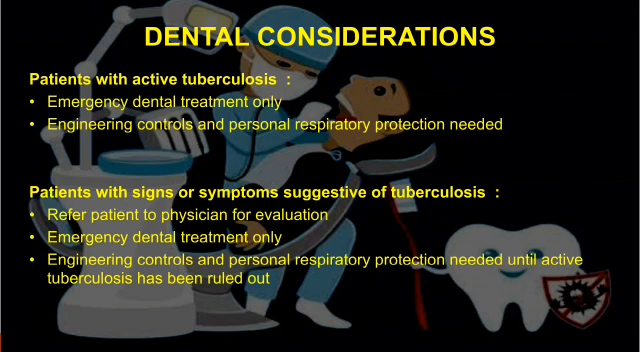 DENTAL CONSIDERATIONS
Patients with active tuberculosis :
• Emergency dental treatment only
• Engineering controls and personal respiratory protection needed
Patients with signs or symptoms suggestive of tuberculosis :
• Refer patient to physician for evaluation
• Emergency dental treatment only
• Engineering controls and personal respiratory protection needed until active
tuberculosis has been ruled out